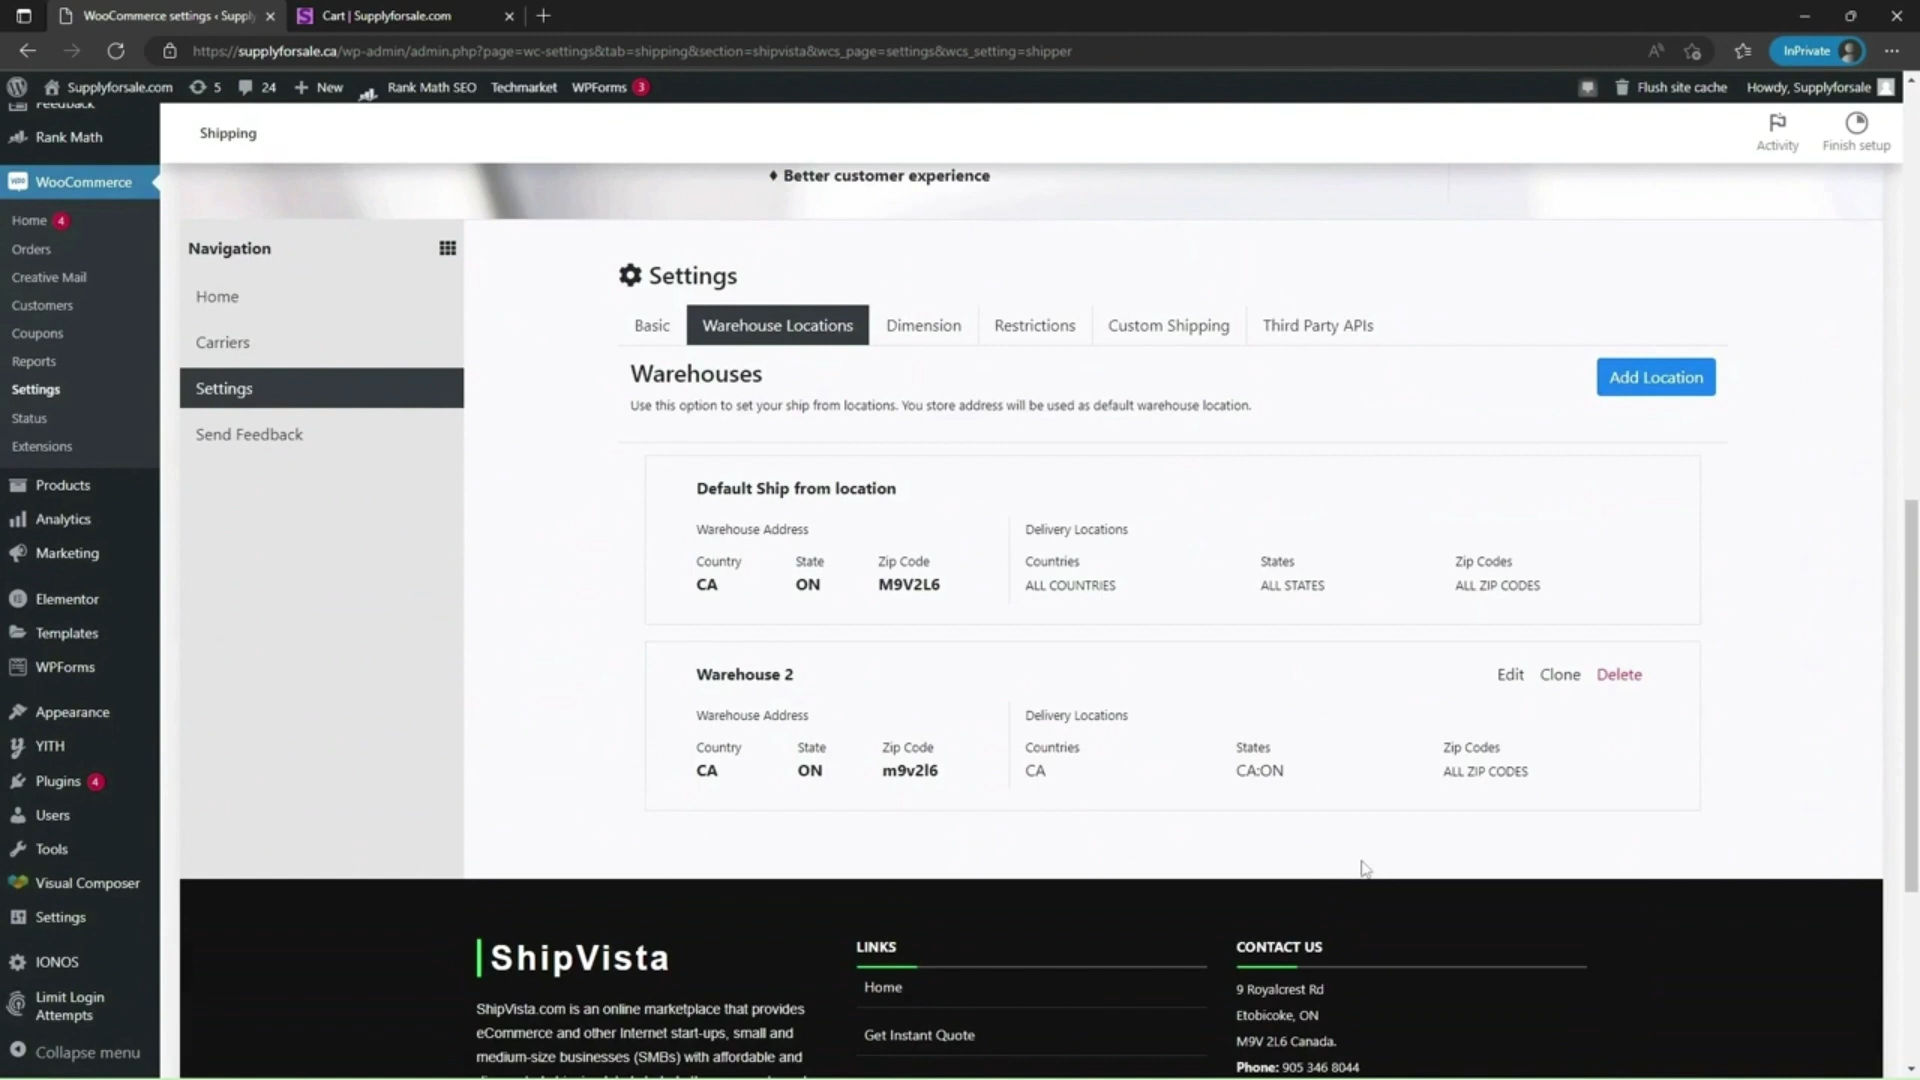 WooCommerce settings ‹ Supply
Cart | Supplyforsale.com
https://supplyforsale.ca/wp-admin/admin.php?page=wc-settings&tab=shipping&section=shipvista&wcs_page=settings&wcs_setting=shipper
InPrivate
Supplyforsale.com
5
24
New
Rank Math SEO
Techmarket
WPForms 3
Flush site cache
Howdy, Supplyforsale
Feedback
Rank Math
WooCommerce
Home 4
Orders
Creative Mail
Customers
Coupons
Reports
Settings
Status
Extensions
Products
Analytics
Marketing
Elementor
Templates
WPForms
Appearance
YITH
Plugins 4
Users
Tools
Visual Composer
Settings
IONOS
Limit Login
Attempts
Collapse menu
Shipping
Activity
Finish setup
♦ Better customer experience
Navigation
Home
Carriers
Settings
Send Feedback
Settings
Basic
Warehouse Locations
Dimension
Restrictions
Custom Shipping
Third Party APIs
Warehouses
Add Location
Use this option to set your ship from locations. You store address will be used as default warehouse location.
Default Ship from location
Warehouse Address
Delivery Locations
Country State Zip Code Countries States Zip Codes
CA ON M9V2L6 ALL COUNTRIES ALL STATES ALL ZIP CODES
Warehouse 2
Edit Clone Delete
Warehouse Address
Delivery Locations
Country State Zip Code Countries States Zip Codes
CA ON m9v2l6 CA CA:ON ALL ZIP CODES
ShipVista
ShipVista.com is an online marketplace that provides
eCommerce and other Internet start-ups, small and
medium-size businesses (SMBs) with affordable and
LINKS
Home
Get Instant Quote
CONTACT US
9 Royalcrest Rd
Etobicoke, ON
M9V 2L6 Canada.
Phone: 905 346 8044